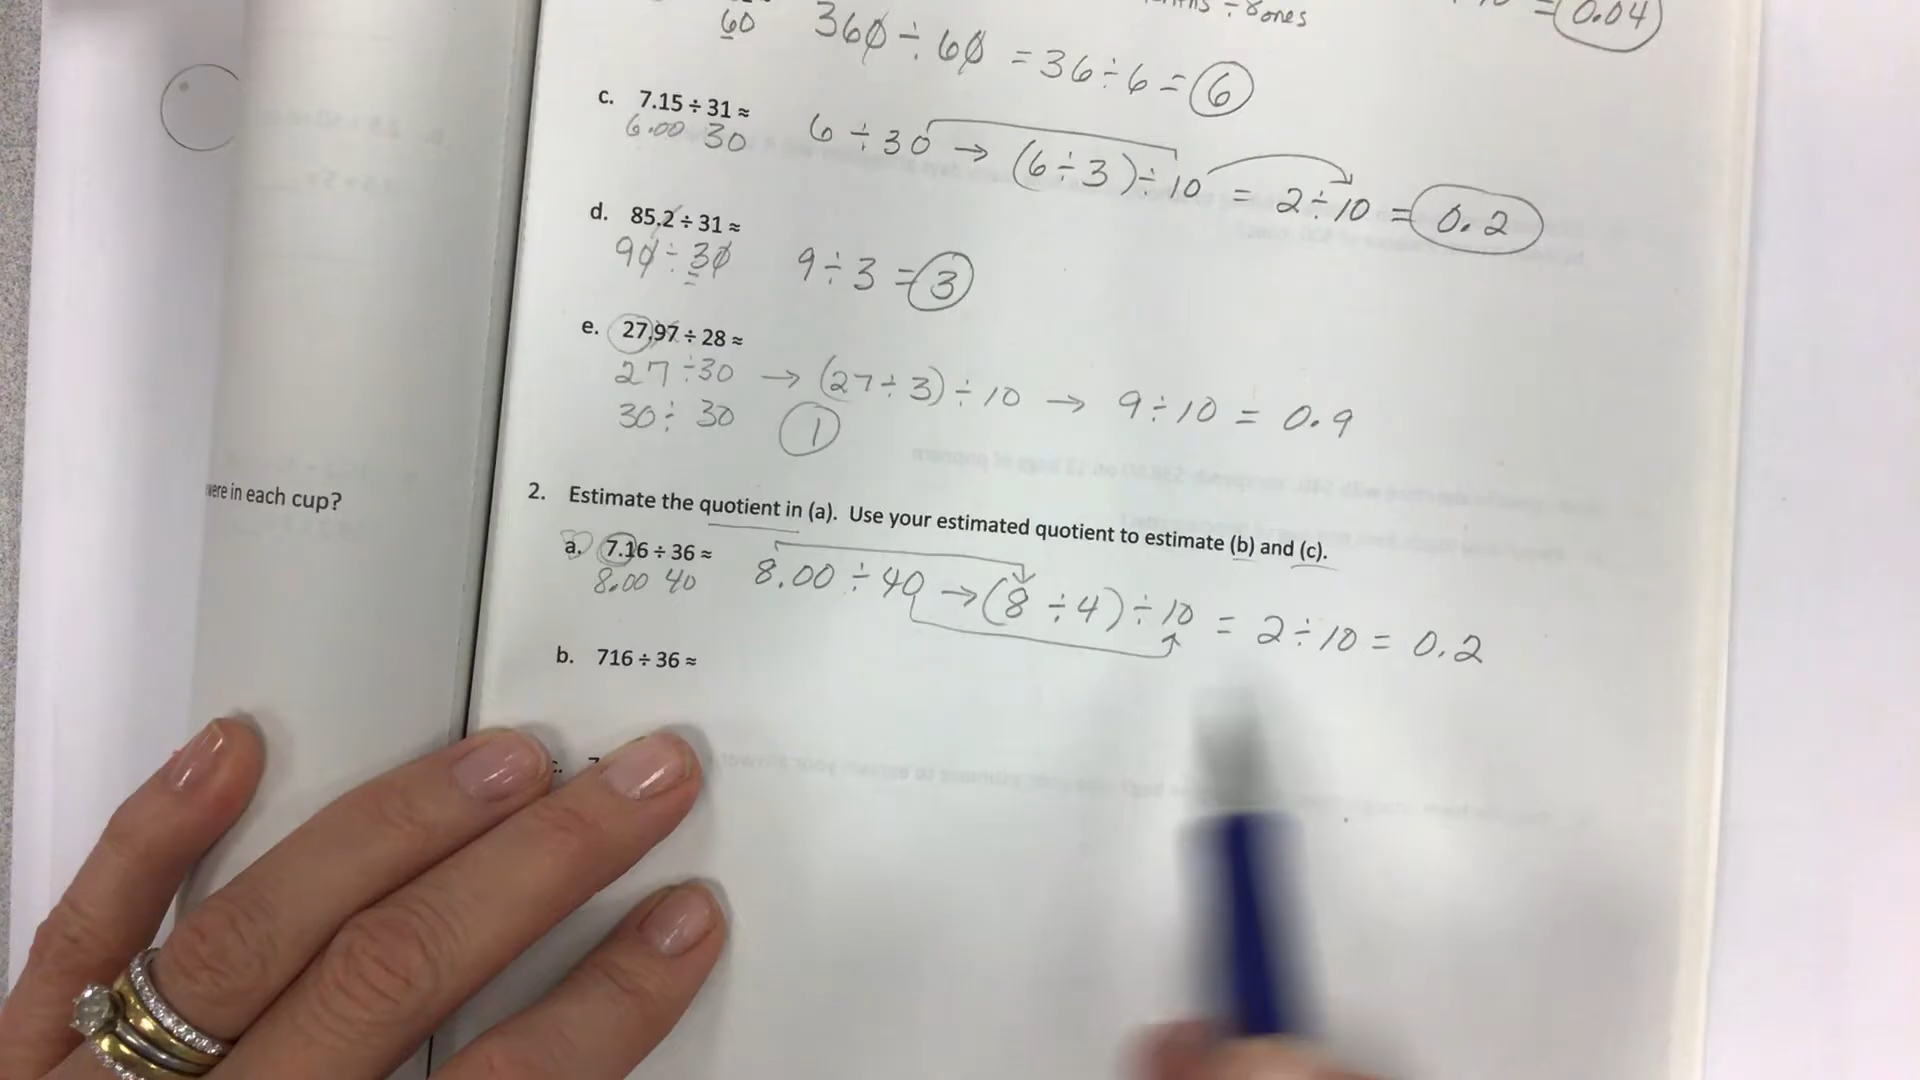 ÷ 8 ones = 0.04
60 360 ÷ 60 = 36 ÷ 6 = 6
c. 7.15 ÷ 31 ≈
6.00 30 6 ÷ 30 → (6 ÷ 3) ÷ 10 = 2 ÷ 10 = 0.2
d. 85.2 ÷ 31 ≈
90 ÷ 30 9 ÷ 3 = 3
e. 27.97 ÷ 28 ≈
27 ÷ 30 → (27 ÷ 3) ÷ 10 → 9 ÷ 10 = 0.9
30 ÷ 30 1
were in each cup?
2. Estimate the quotient in (a). Use your estimated quotient to estimate (b) and (c).
a. 7.16 ÷ 36 ≈
8.00 40 8.00 ÷ 40 → (8 ÷ 4) ÷ 10 = 2 ÷ 10 = 0.2
b. 716 ÷ 36 ≈